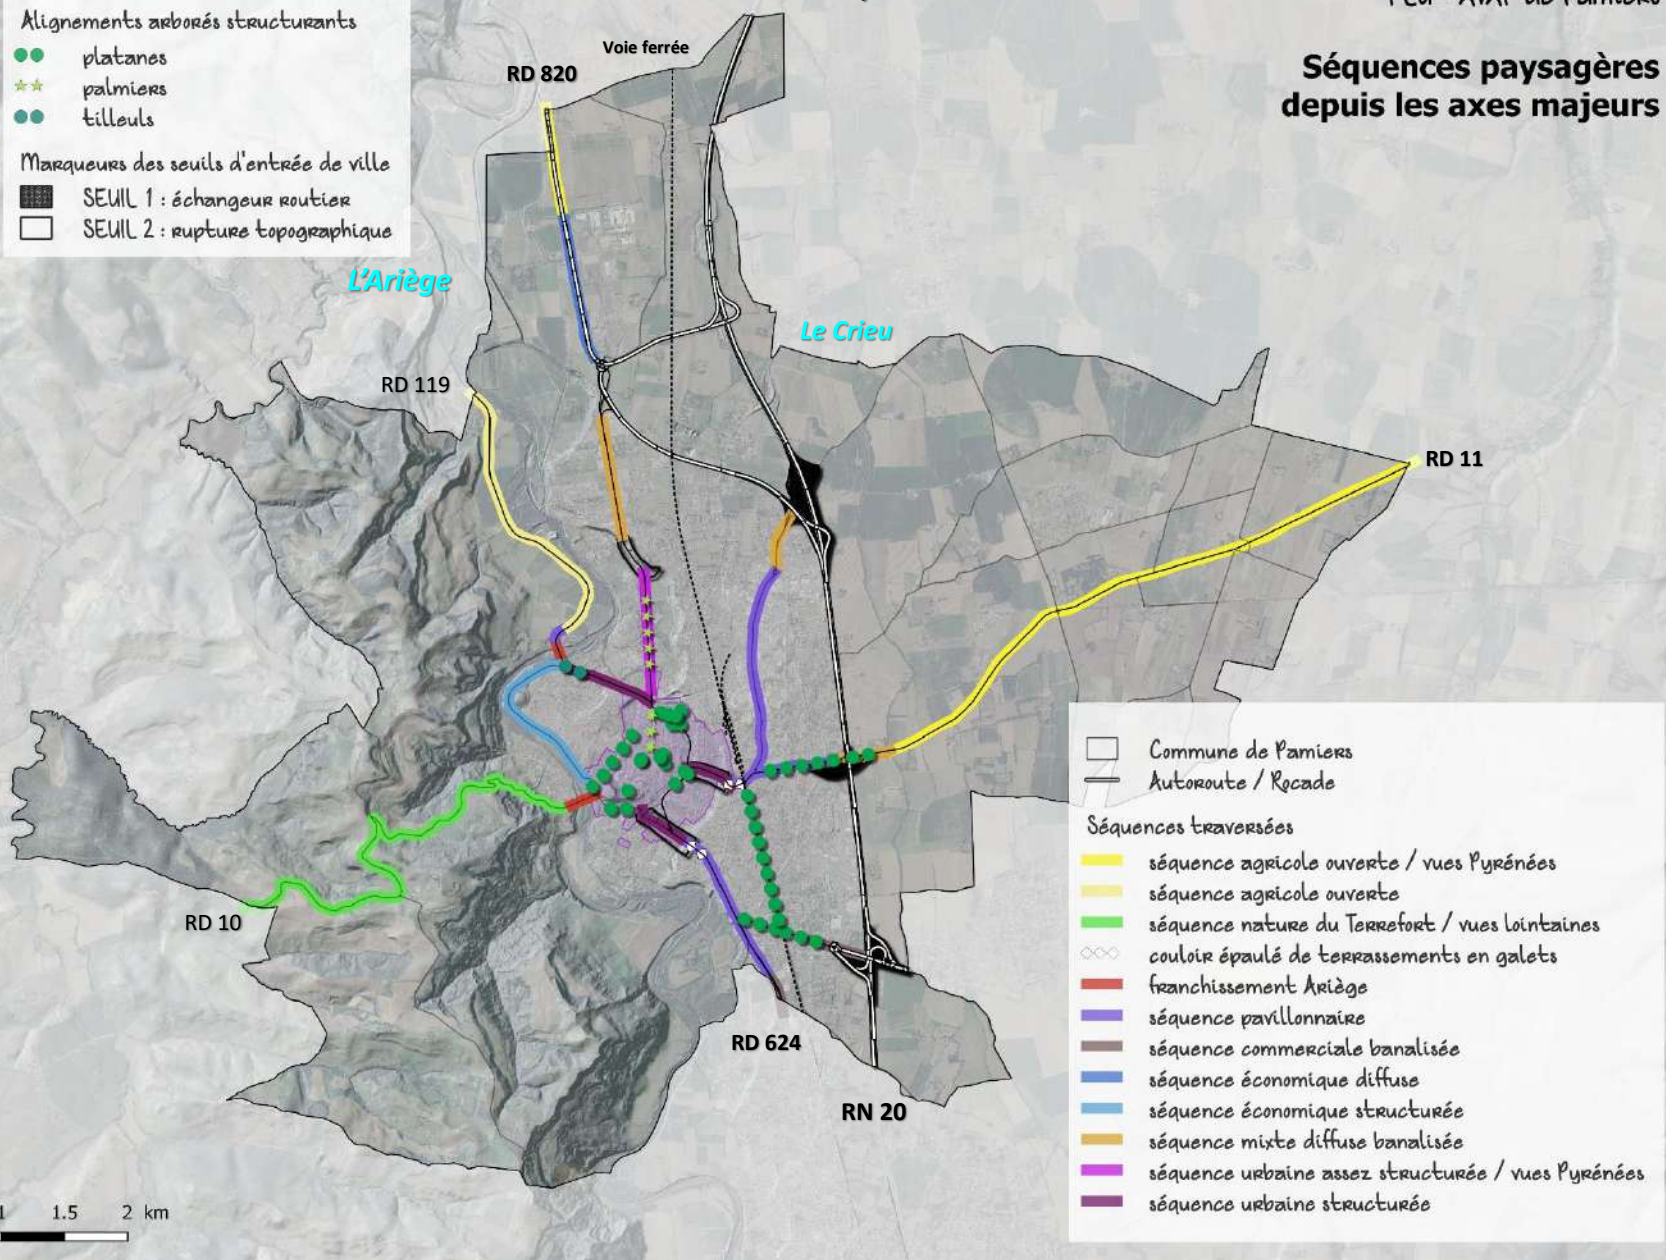 PLU - AVAP de Pamiers
Séquences paysagères
depuis les axes majeurs
Alignements arborés structurants
platanes
palmiers
tilleuls
Marqueurs des seuils d'entrée de ville
SEUIL 1 : échangeur routier
SEUIL 2 : rupture topographique
Voie ferrée
RD 820
L'Ariège
Le Crieu
RD 119
RD 11
RD 10
RD 624
RN 20
Commune de Pamiers
Autoroute / Rocade
Séquences traversées
séquence agricole ouverte / vues Pyrénées
séquence agricole ouverte
séquence nature du Terrefort / vues lointaines
couloir épaulé de terrassements en galets
franchissement Ariège
séquence pavillonnaire
séquence commerciale banalisée
séquence économique diffuse
séquence économique structurée
séquence mixte diffuse banalisée
séquence urbaine assez structurée / vues Pyrénées
séquence urbaine structurée
1 1.5 2 km